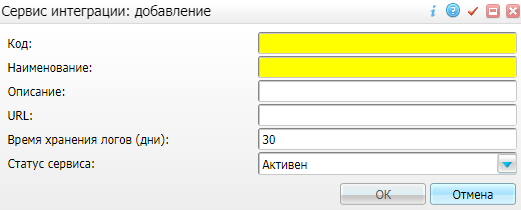 Сервис интеграции: добавление
Код:
Наименование:
Описание:
URL:
Время хранения логов (дни): 30
Статус сервиса: Активен
ОК Отмена